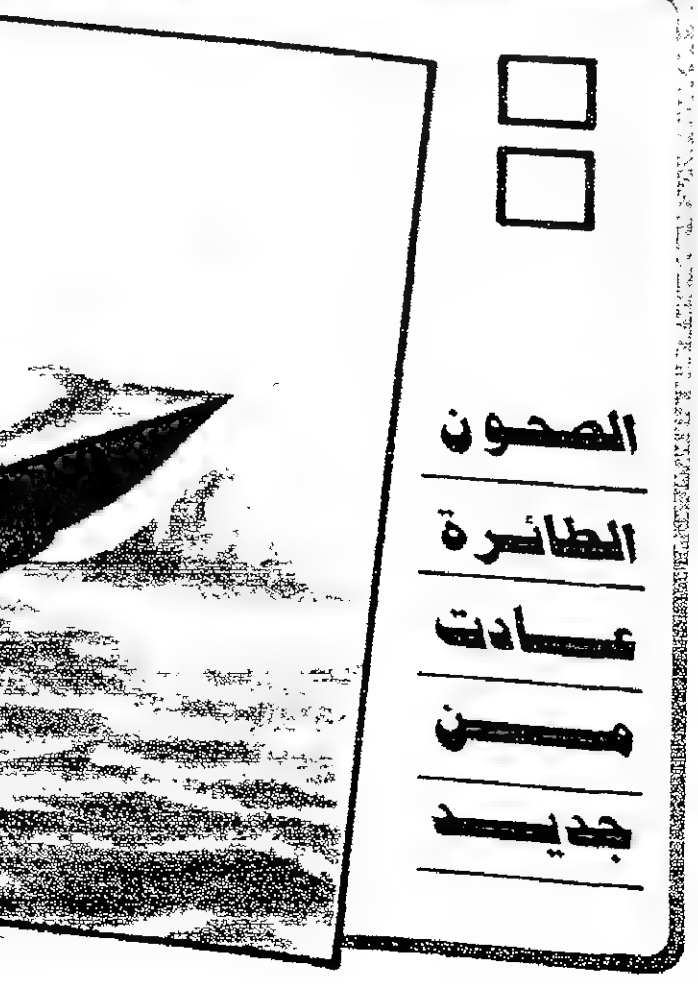 الصحون
الطائرة
عادت
من
جديد